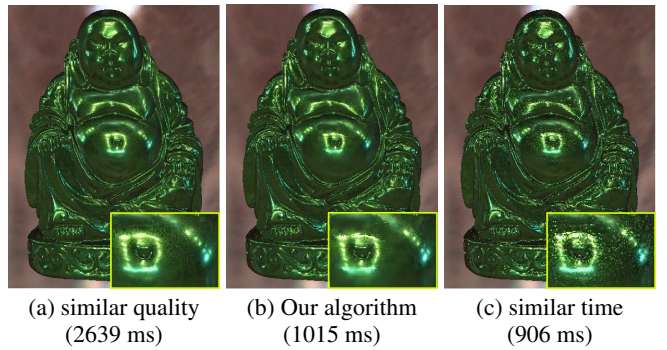 (a) similar quality
(2639 ms)
(b) Our algorithm
(1015 ms)
(c) similar time
(906 ms)